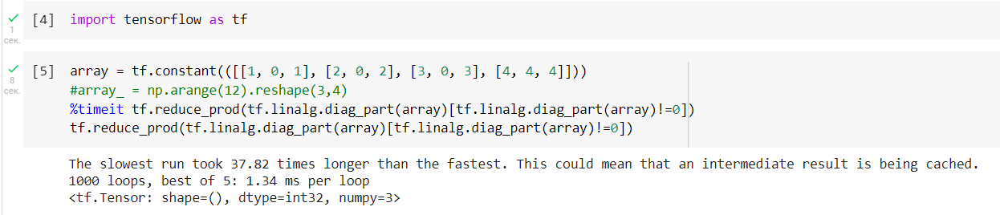 [4] import tensorflow as tf
1
сек.
[5] array = tf.constant(([[1, 0, 1], [2, 0, 2], [3, 0, 3], [4, 4, 4]]))
8
сек.
#array_ = np.arange(12).reshape(3,4)
%timeit tf.reduce_prod(tf.linalg.diag_part(array)[tf.linalg.diag_part(array)!=0])
tf.reduce_prod(tf.linalg.diag_part(array)[tf.linalg.diag_part(array)!=0])
The slowest run took 37.82 times longer than the fastest. This could mean that an intermediate result is being cached.
1000 loops, best of 5: 1.34 ms per loop
<tf.Tensor: shape=(), dtype=int32, numpy=3>